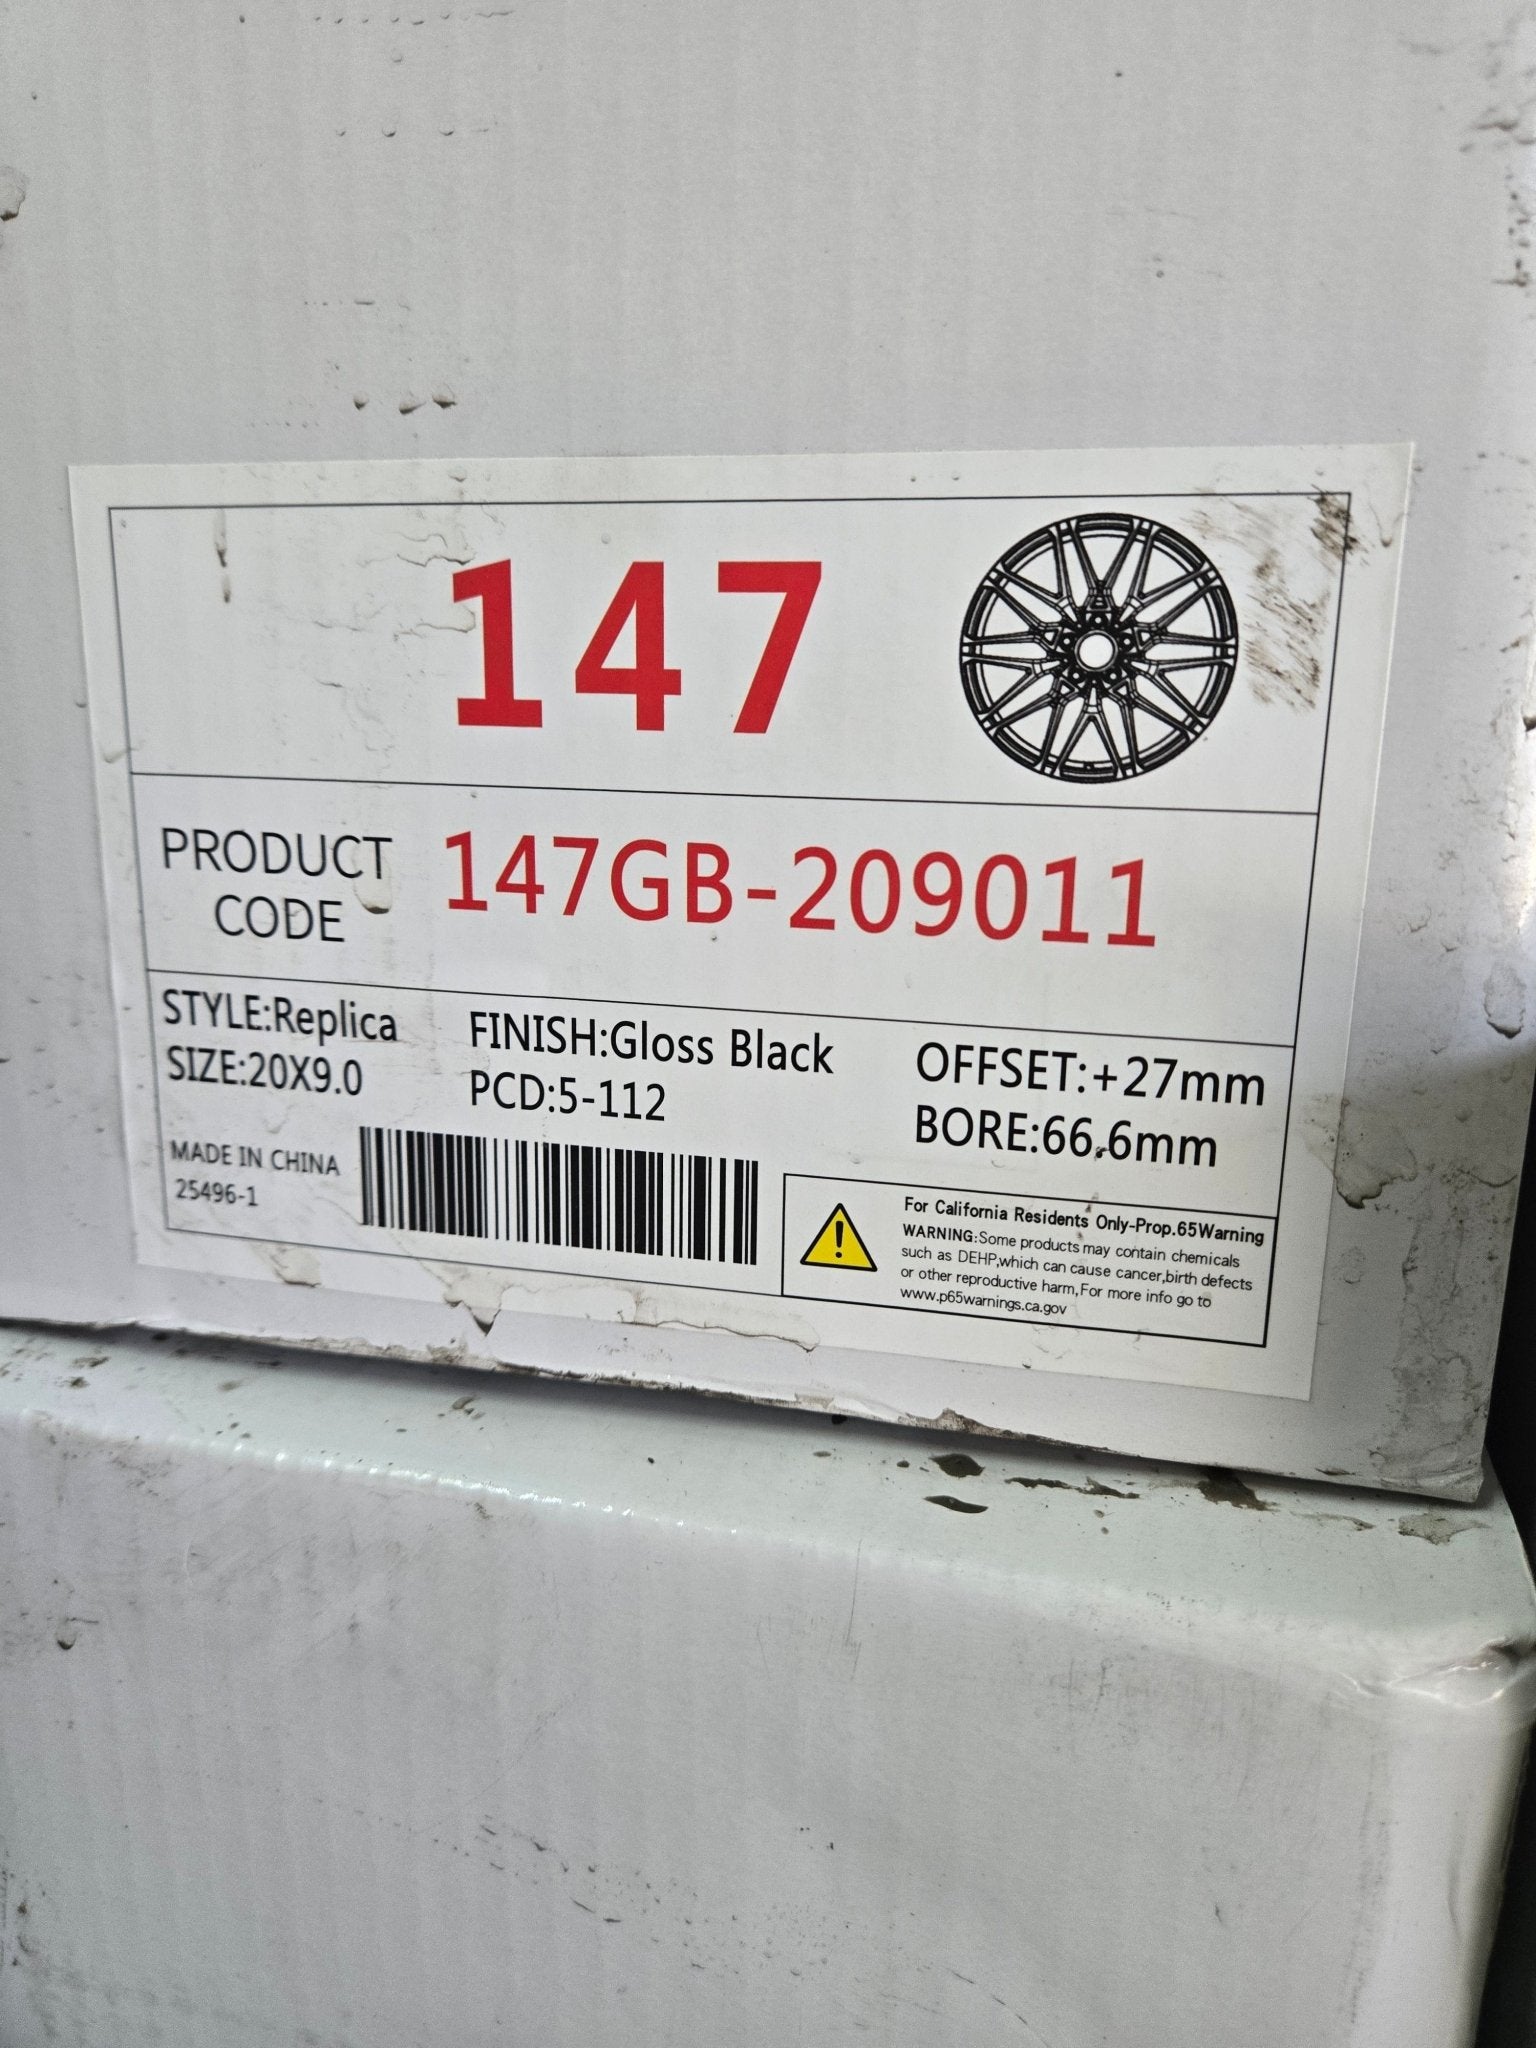 147
PRODUCT
CODE
147GB-209011
STYLE:Replica
FINISH:Gloss Black
OFFSET:+27mm
SIZE:20X9.0
PCD:5-112
BORE:66.6mm
MADE IN CHINA
25496-1
For California Residents Only-Prop.65Warning
WARNING:Some products may contain chemicals
such as DEHP,which can cause cancer,birth defects
or other reproductive harm,For more info go to
www.p65warnings.ca.gov